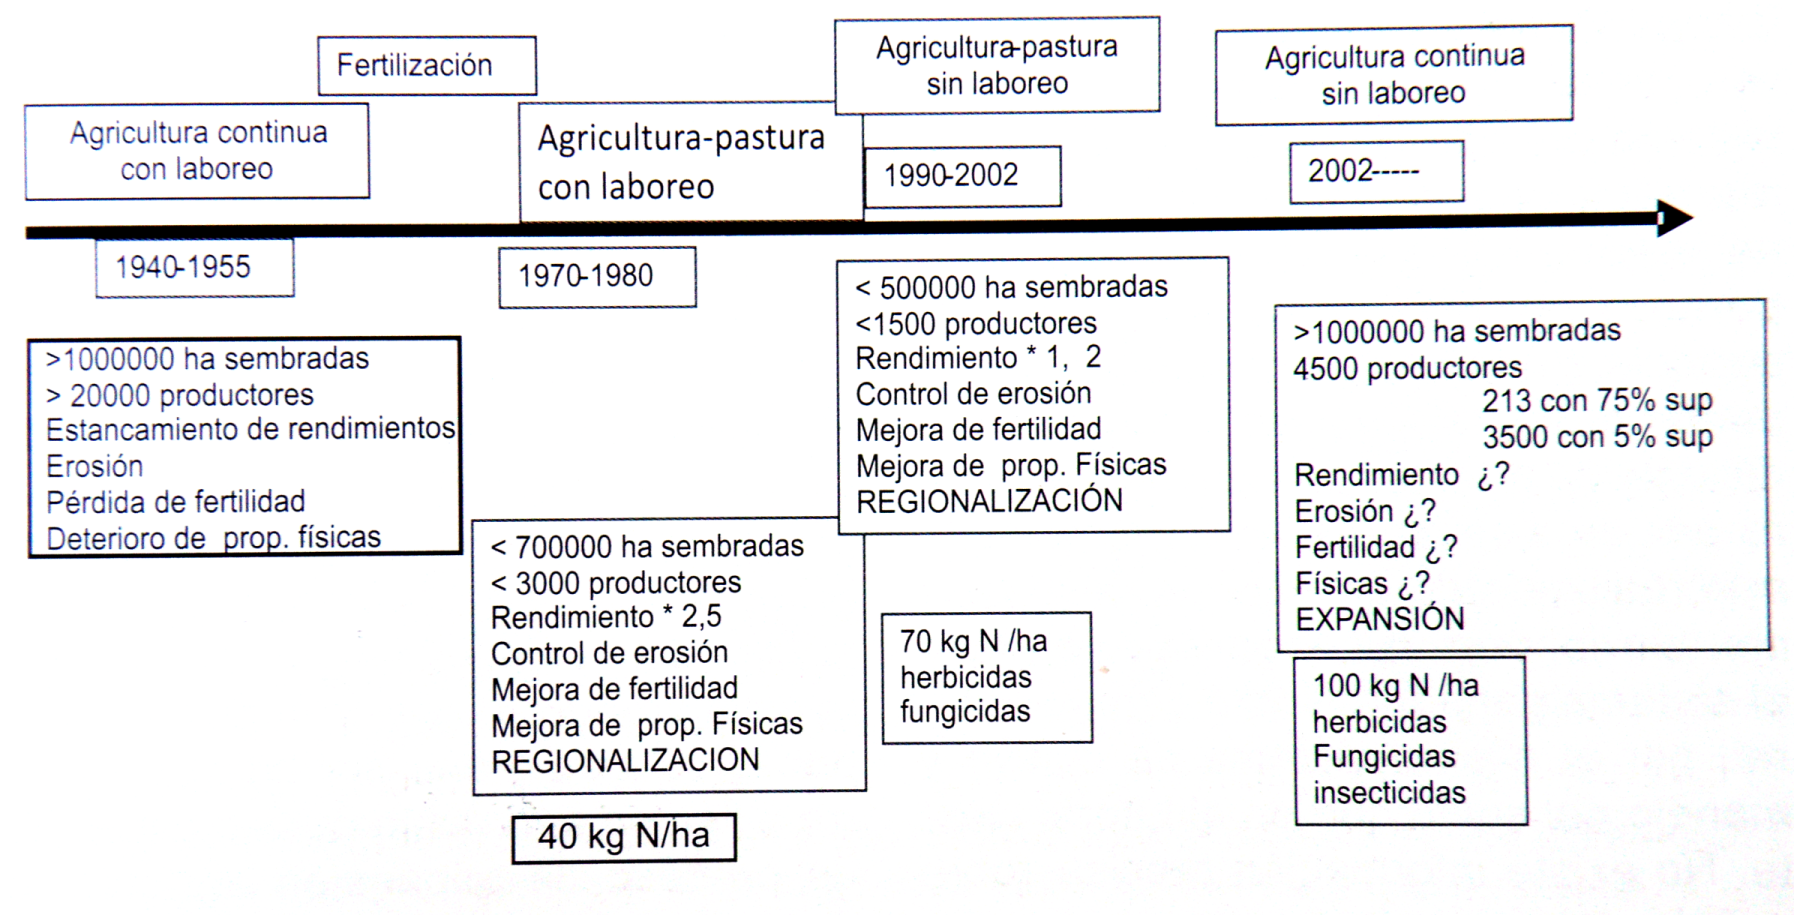 Fertilización
Agricultura continua
con laboreo
Agricultura-pastura
con laboreo
Agricultura-pastura
sin laboreo
Agricultura continua
sin laboreo
1940-1955
1970-1980
1990-2002
2002-----
>1000000 ha sembradas
> 20000 productores
Estancamiento de rendimientos
Erosión
Pérdida de fertilidad
Deterioro de prop. físicas
< 700000 ha sembradas
< 3000 productores
Rendimiento * 2,5
Control de erosión
Mejora de fertilidad
Mejora de prop. Físicas
REGIONALIZACION
40 kg N/ha
< 500000 ha sembradas
<1500 productores
Rendimiento * 1, 2
Control de erosión
Mejora de fertilidad
Mejora de prop. Físicas
REGIONALIZACIÓN
70 kg N /ha
herbicidas
fungicidas
>1000000 ha sembradas
4500 productores
213 con 75% sup
3500 con 5% sup
Rendimiento ¿?
Erosión ¿?
Fertilidad ¿?
Físicas ¿?
EXPANSIÓN
100 kg N /ha
herbicidas
Fungicidas
insecticidas